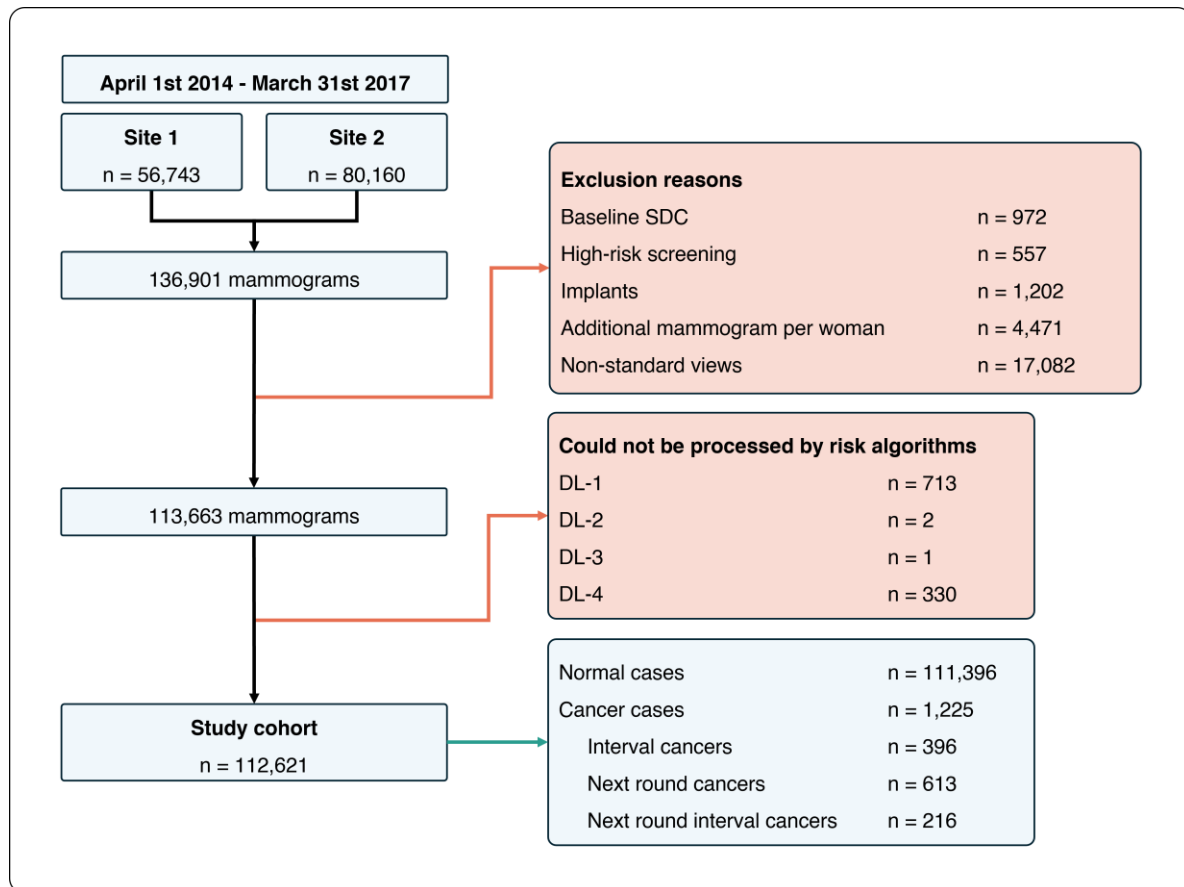 April 1st 2014 - March 31st 2017
Site 1
n = 56,743
Site 2
n = 80,160
136,901 mammograms
Exclusion reasons
Baseline SDC n = 972
High-risk screening n = 557
Implants n = 1,202
Additional mammogram per woman n = 4,471
Non-standard views n = 17,082
113,663 mammograms
Could not be processed by risk algorithms
DL-1 n = 713
DL-2 n = 2
DL-3 n = 1
DL-4 n = 330
Study cohort
n = 112,621
Normal cases n = 111,396
Cancer cases n = 1,225
Interval cancers n = 396
Next round cancers n = 613
Next round interval cancers n = 216